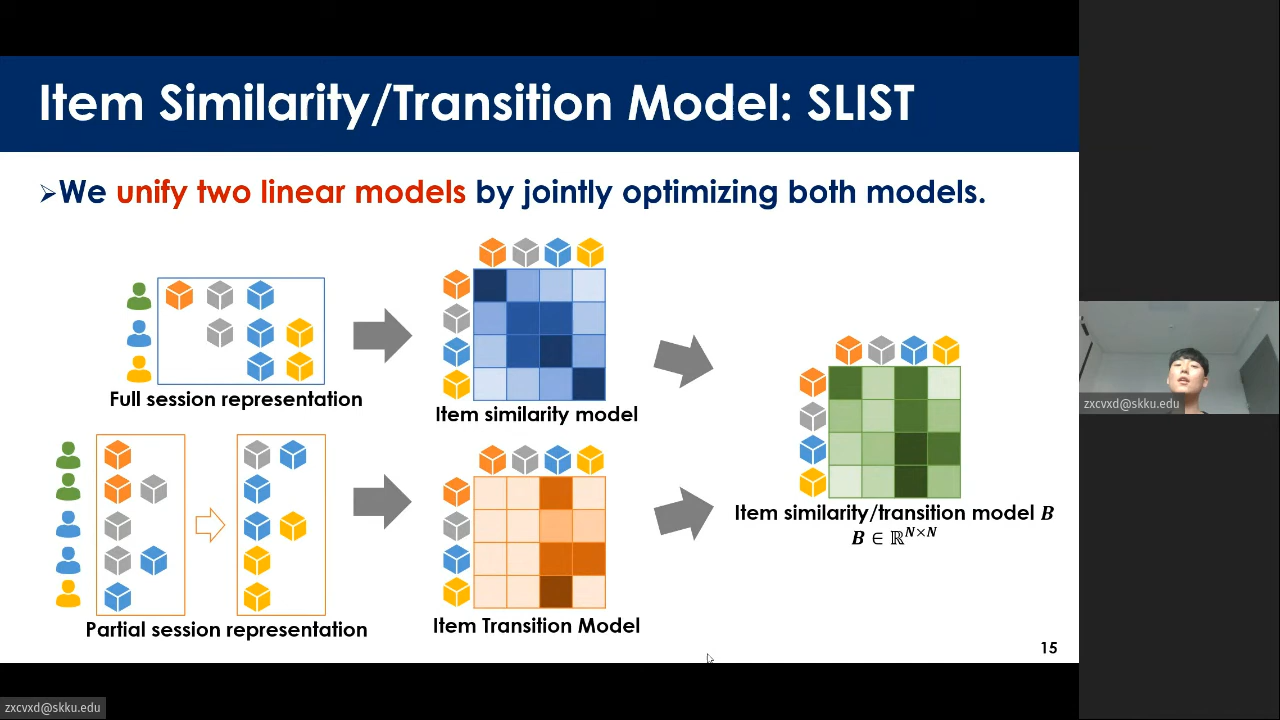 Item Similarity/Transition Model: SLIST
➢We unify two linear models by jointly optimizing both models.
Full session representation
Item similarity model
Partial session representation
Item Transition Model
Item similarity/transition model B
B ∈ ℝ^{N×N}
15
zxcvxd@skku.edu
zxcvxd@skku.edu